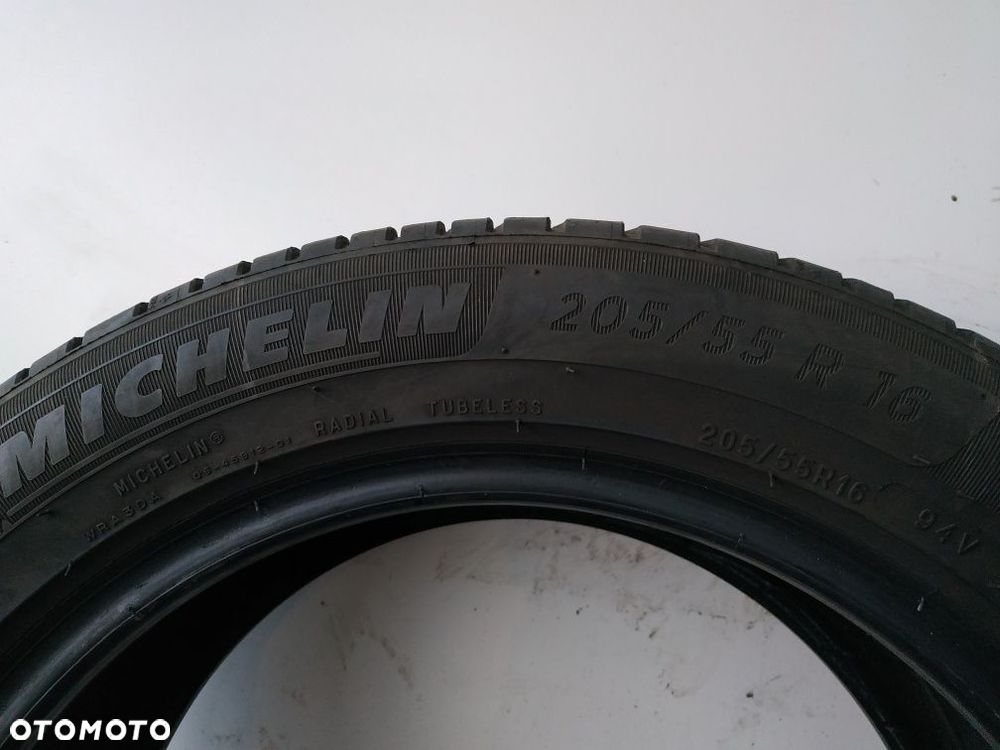 MICHELIN
205/55 R 16
MICHELIN® RADIAL TUBELESS
205/55R16 94V
OTOMOTO